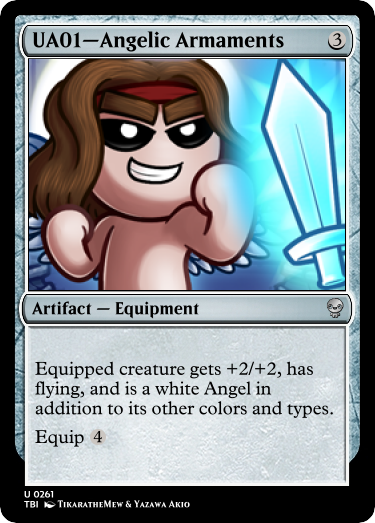 UA01—Angelic Armaments 3
Artifact — Equipment
Equipped creature gets +2/+2, has
flying, and is a white Angel in
addition to its other colors and types.
Equip 4
U 0261
TBI TikaratheMew & Yazawa Akio